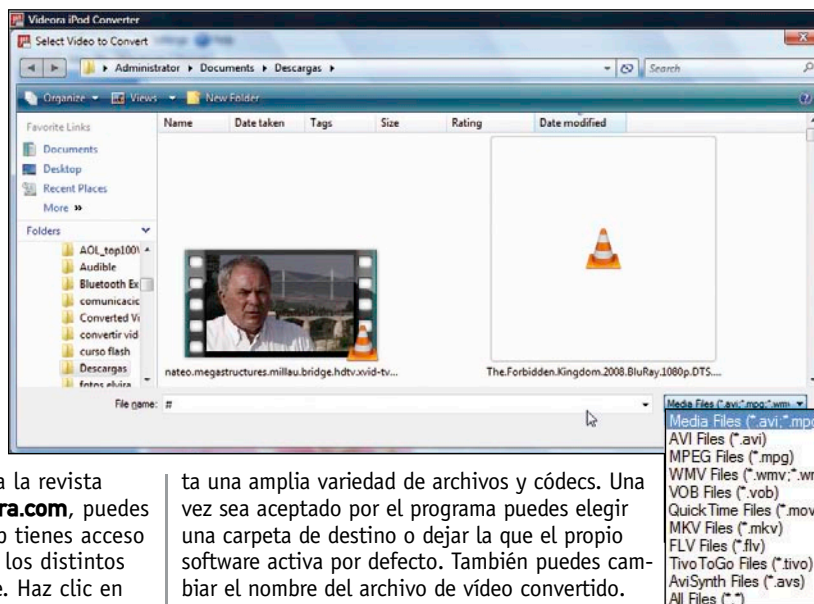 Videora iPod Converter
Select Video to Convert
Administrator ▸ Documents ▸ Descargas ▸
Search
Organize Views New Folder
Favorite Links
Documents
Desktop
Recent Places
More »
Folders
AOL_top100
Audible
Bluetooth Ex
comunicacic
Converted Vi
convertir vid
curso flash
Descargas
fotos elvira
Name Date taken Tags Size Rating Date modified
nateo.megastructures.millau.bridge.hdtv.xvid-tv...
The.Forbidden.Kingdom.2008.BluRay.1080p.DTS....
File name: #
Media Files (*.avi;*.mpg;*.wm
Media Files (*.avi;*.mpg
AVI Files (*.avi)
MPEG Files (*.mpg)
WMV Files (*.wmv;*.wm
VOB Files (*.vob)
QuickTime Files (*.mov
MKV Files (*.mkv)
FLV Files (*.flv)
TivoToGo Files (*.tivo)
AviSynth Files (*.avs)
All Files (*.*)
a la revista
ra.com, puedes
o tienes acceso
los distintos
e. Haz clic en
ta una amplia variedad de archivos y códecs. Una
vez sea aceptado por el programa puedes elegir
una carpeta de destino o dejar la que el propio
software activa por defecto. También puedes cam-
biar el nombre del archivo de vídeo convertido.